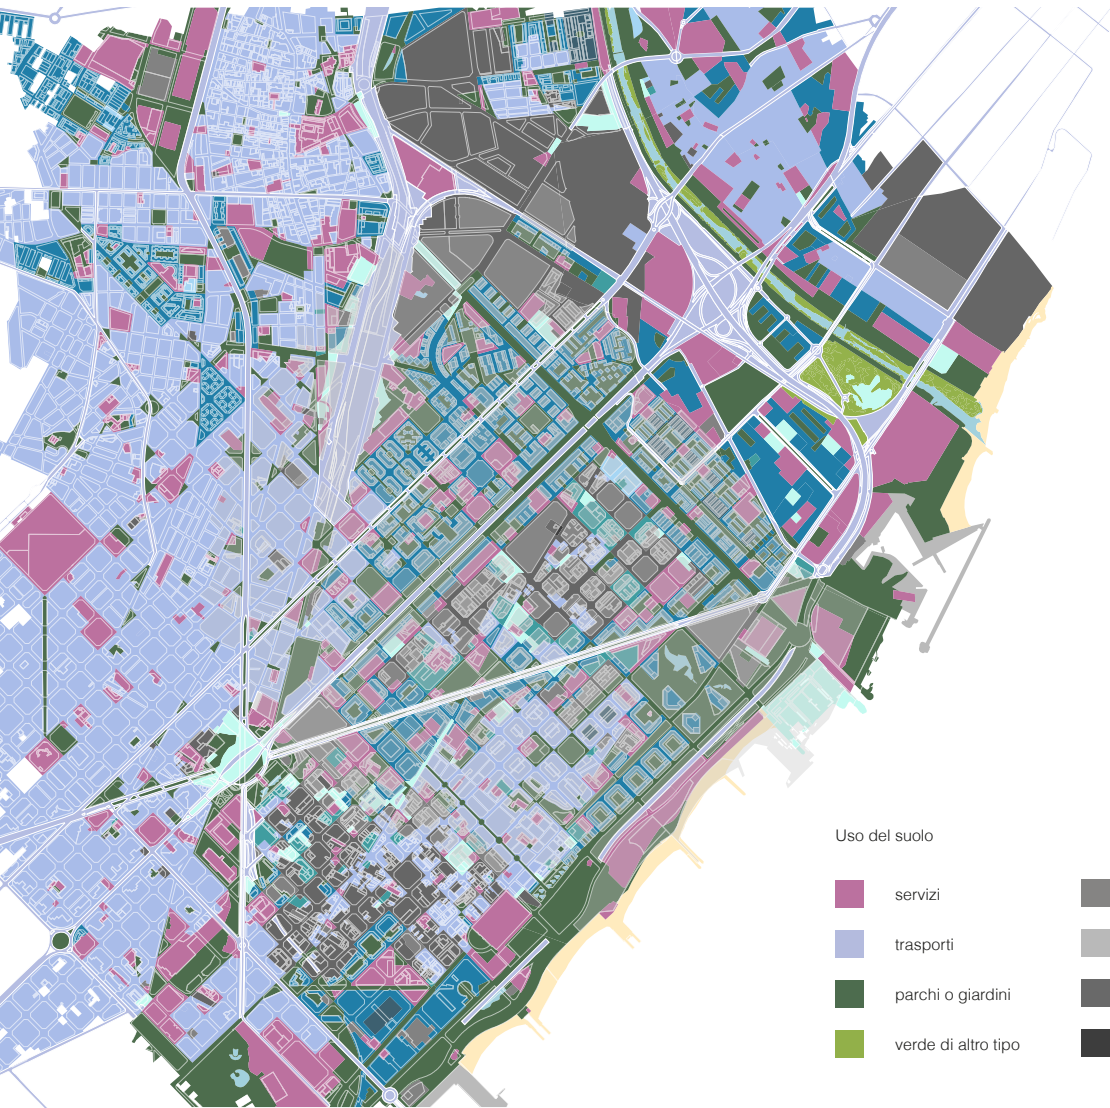 Uso del suolo
servizi
trasporti
parchi o giardini
verde di altro tipo